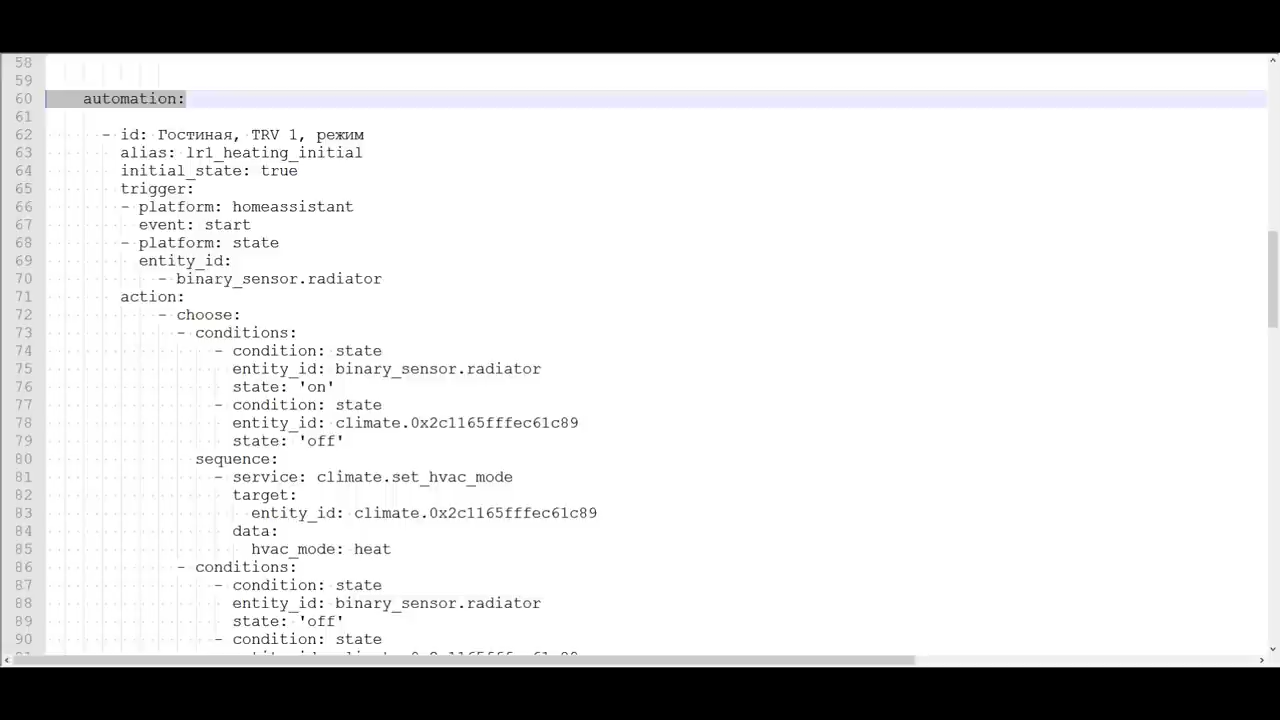 58
59
60 automation:
61
62 - id: Гостиная, TRV 1, режим
63 alias: lr1_heating_initial
64 initial_state: true
65 trigger:
66 - platform: homeassistant
67 event: start
68 - platform: state
69 entity_id:
70 - binary_sensor.radiator
71 action:
72 - choose:
73 - conditions:
74 - condition: state
75 entity_id: binary_sensor.radiator
76 state: 'on'
77 - condition: state
78 entity_id: climate.0x2c1165fffec61c89
79 state: 'off'
80 sequence:
81 - service: climate.set_hvac_mode
82 target:
83 entity_id: climate.0x2c1165fffec61c89
84 data:
85 hvac_mode: heat
86 - conditions:
87 - condition: state
88 entity_id: binary_sensor.radiator
89 state: 'off'
90 - condition: state